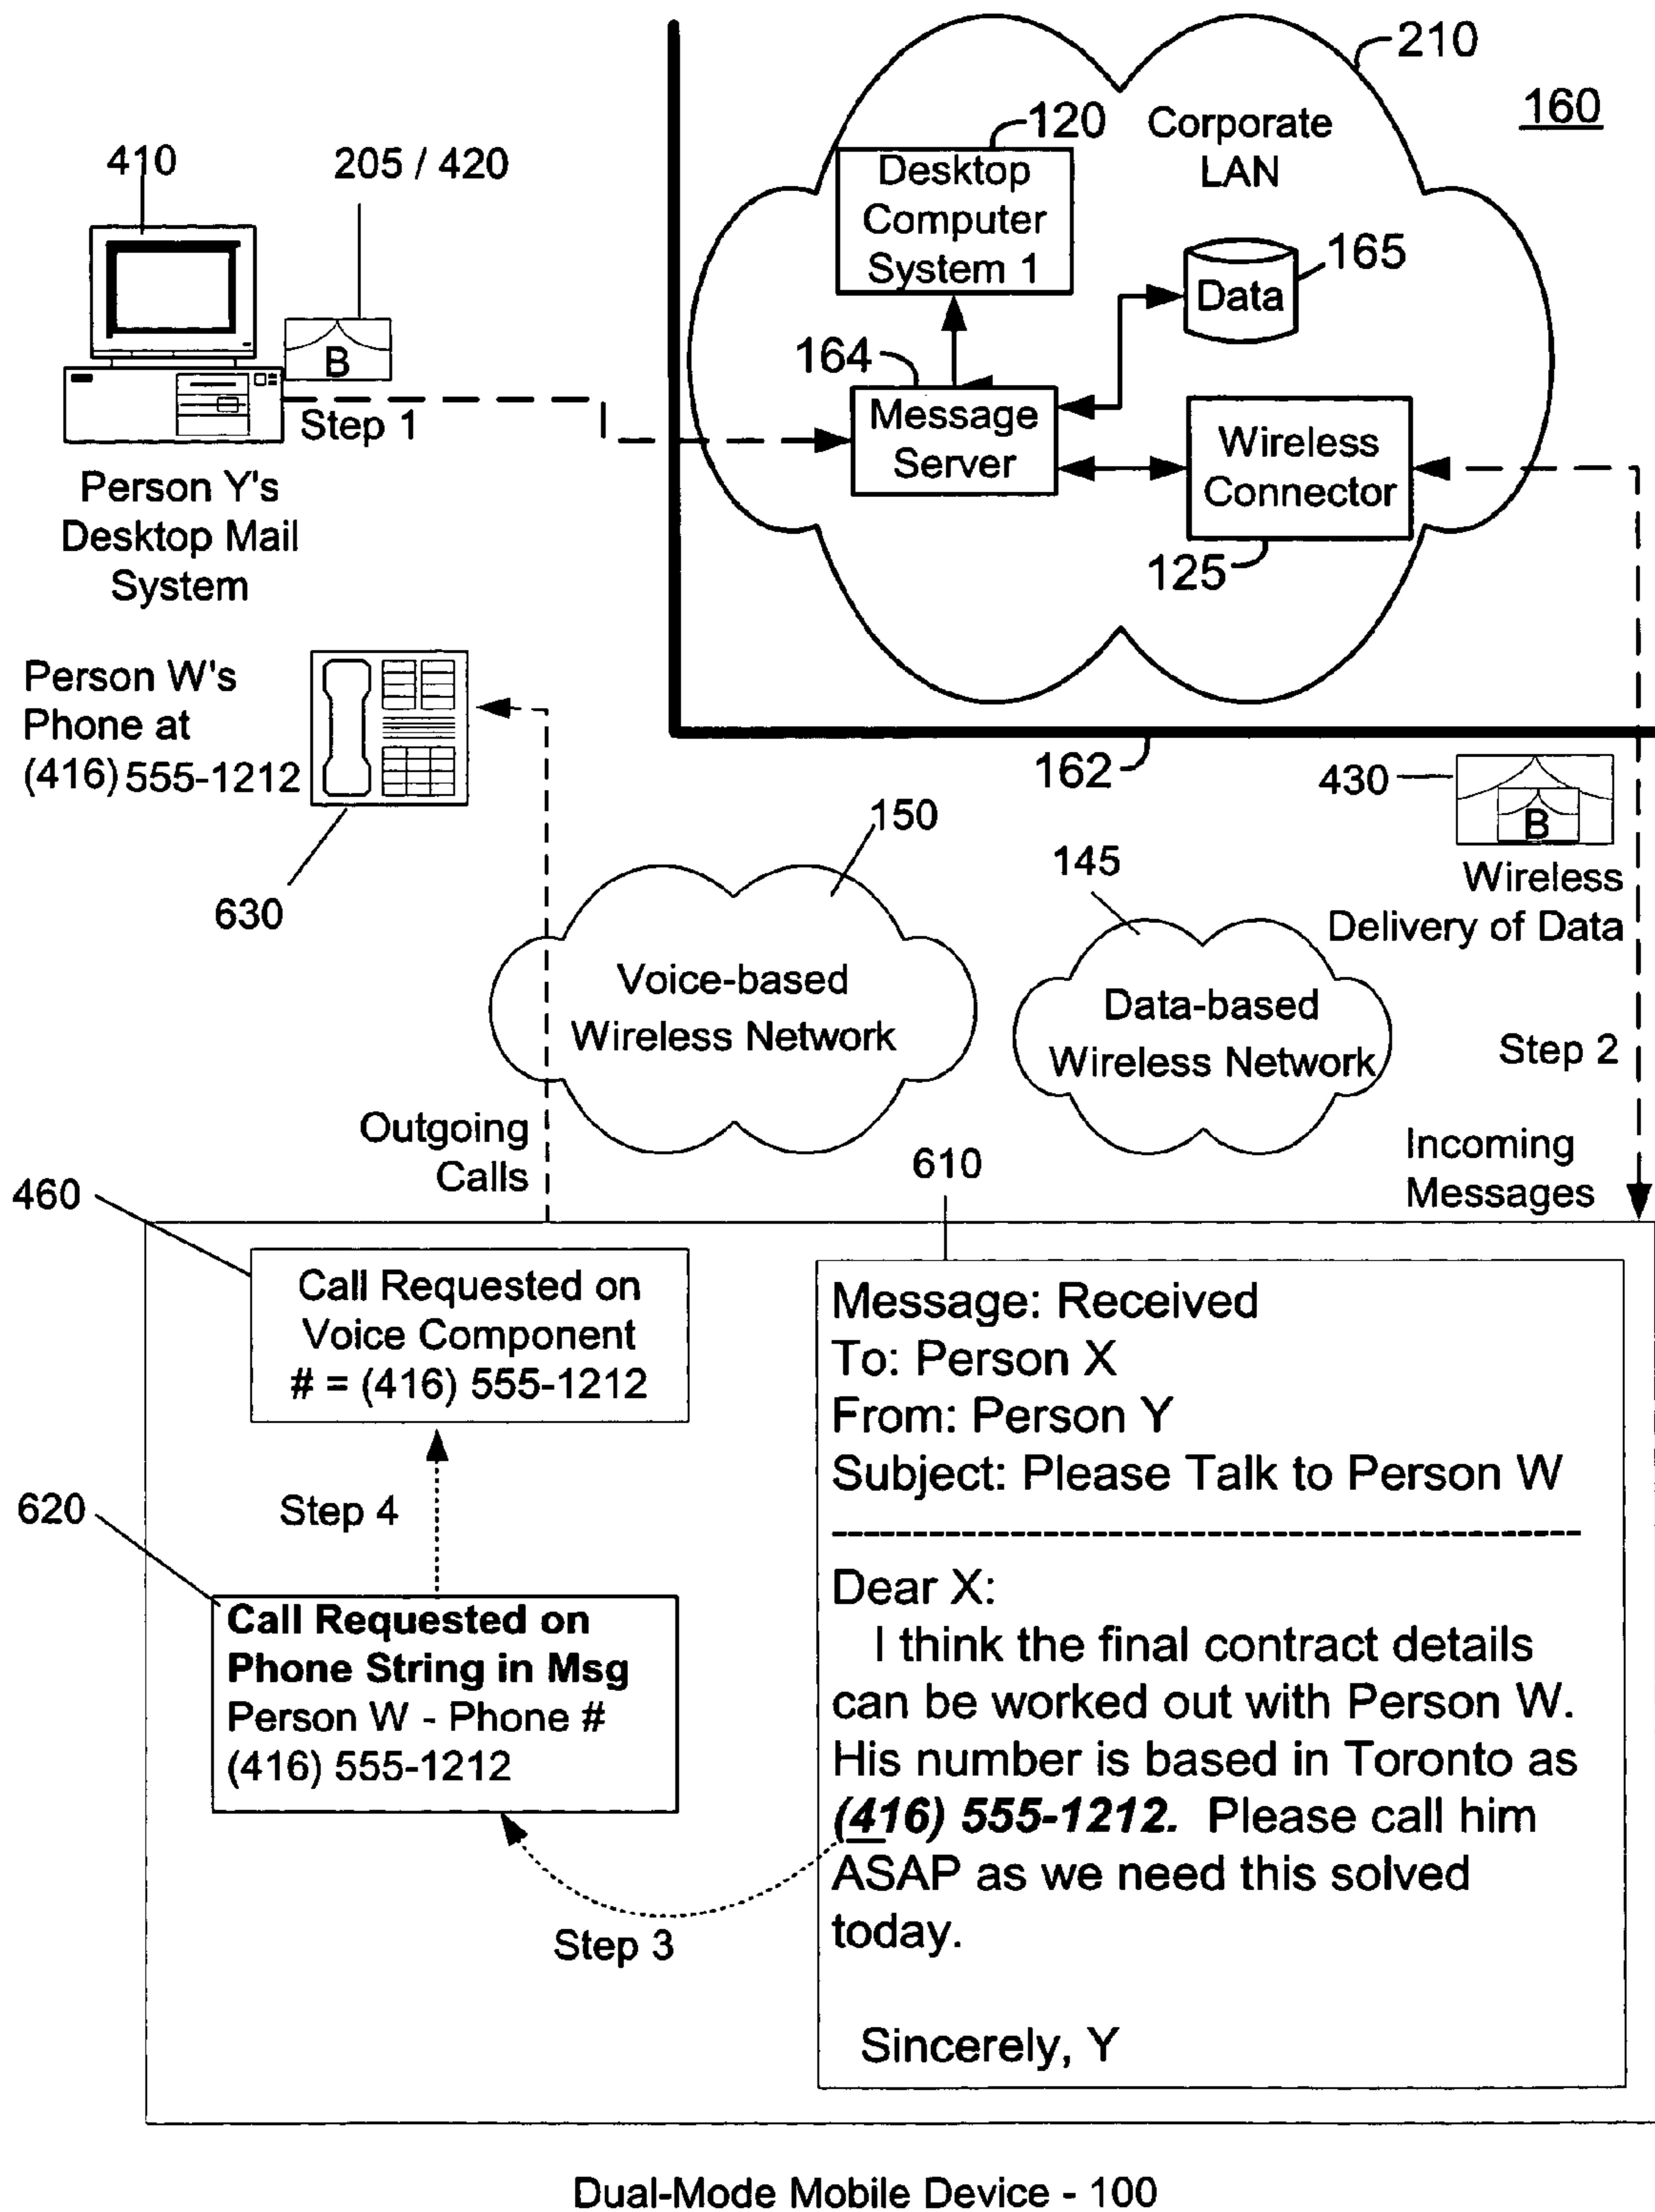 210
160
120
Corporate
LAN
Desktop
Computer
System 1
165
Data
164
Message
Server
Wireless
Connector
125
410
205 / 420
B
Step 1
Person Y's
Desktop Mail
System
Person W's
Phone at
(416) 555-1212
630
162
430
B
Wireless
Delivery of Data
150
145
Voice-based
Wireless Network
Data-based
Wireless Network
Step 2
Outgoing
Calls
Incoming
Messages
460
610
Call Requested on
Voice Component
# = (416) 555-1212
Step 4
620
Call Requested on
Phone String in Msg
Person W - Phone #
(416) 555-1212
Step 3
Message: Received
To: Person X
From: Person Y
Subject: Please Talk to Person W
----------------------------------------------
Dear X:
I think the final contract details
can be worked out with Person W.
His number is based in Toronto as
(416) 555-1212. Please call him
ASAP as we need this solved
today.
Sincerely, Y
Dual-Mode Mobile Device - 100